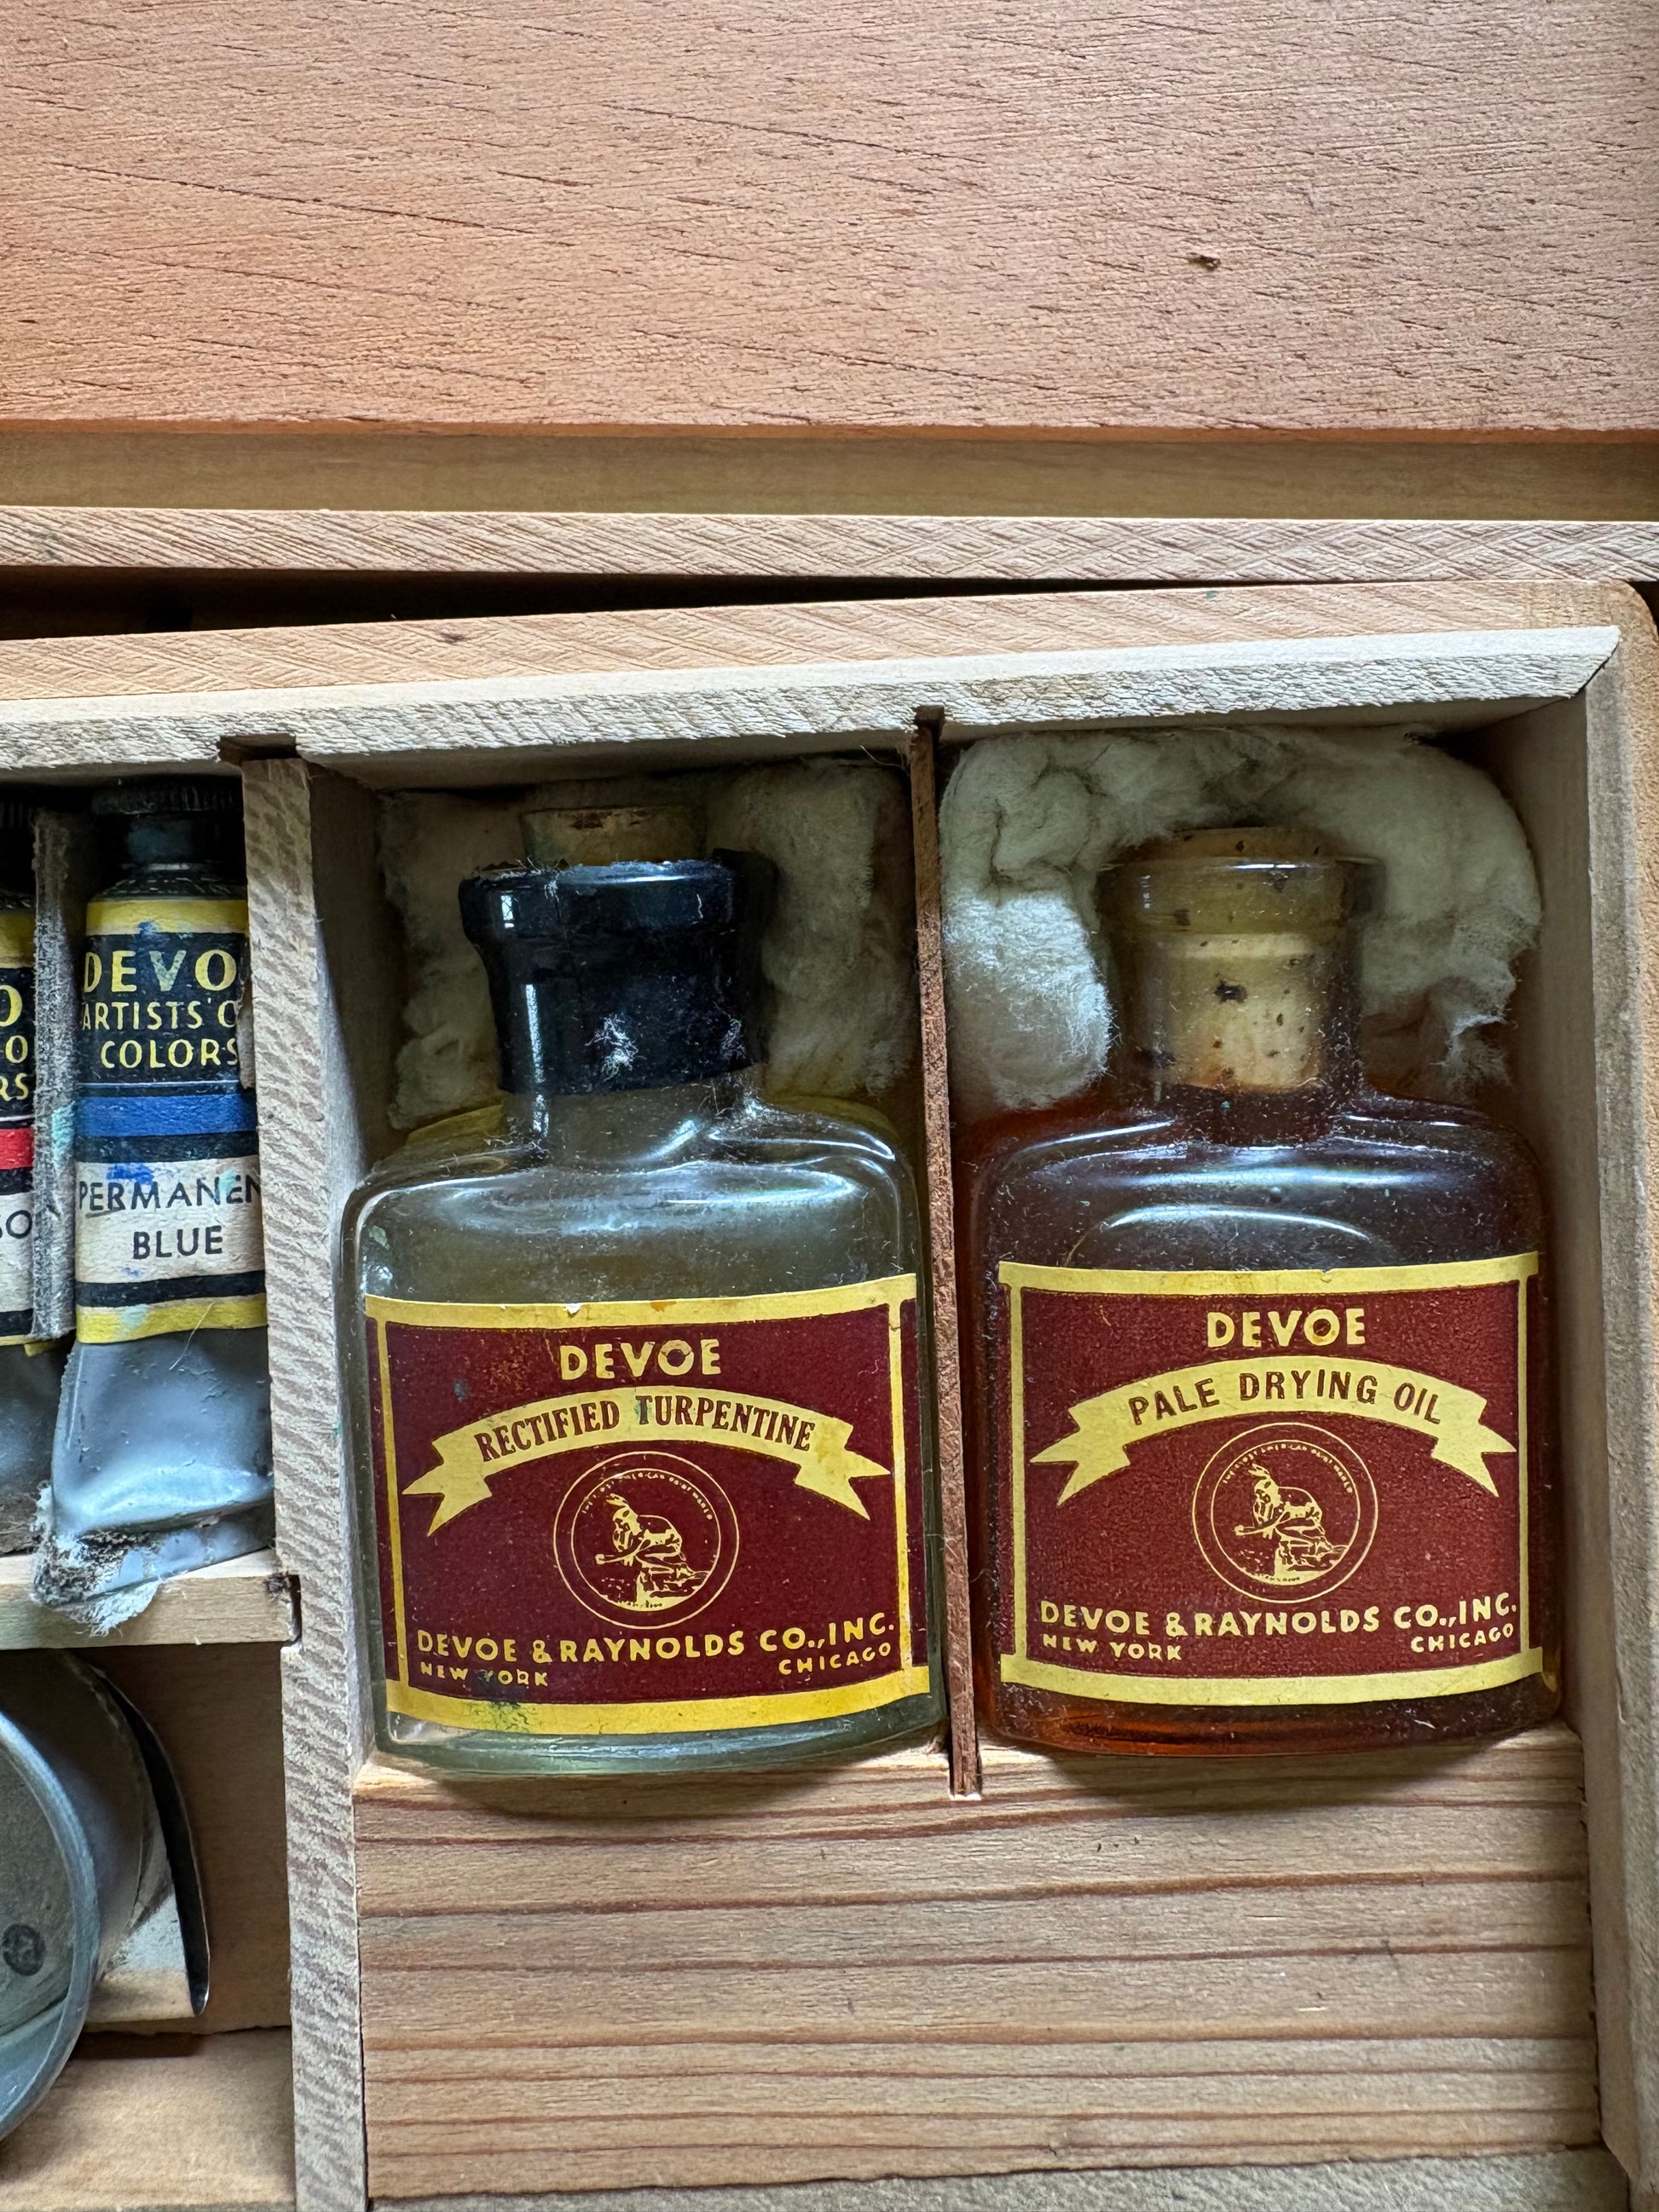 DEVO
ARTISTS' O
COLORS
PERMANEN
BLUE
DEVOE
RECTIFIED TURPENTINE
DEVOE & RAYNOLDS CO., INC.
NEW YORK CHICAGO
DEVOE
PALE DRYING OIL
DEVOE & RAYNOLDS CO., INC.
NEW YORK CHICAGO